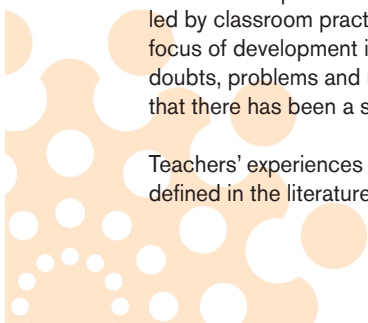 led by classroom pract
focus of development i
doubts, problems and
that there has been a s
Teachers' experiences
defined in the literature